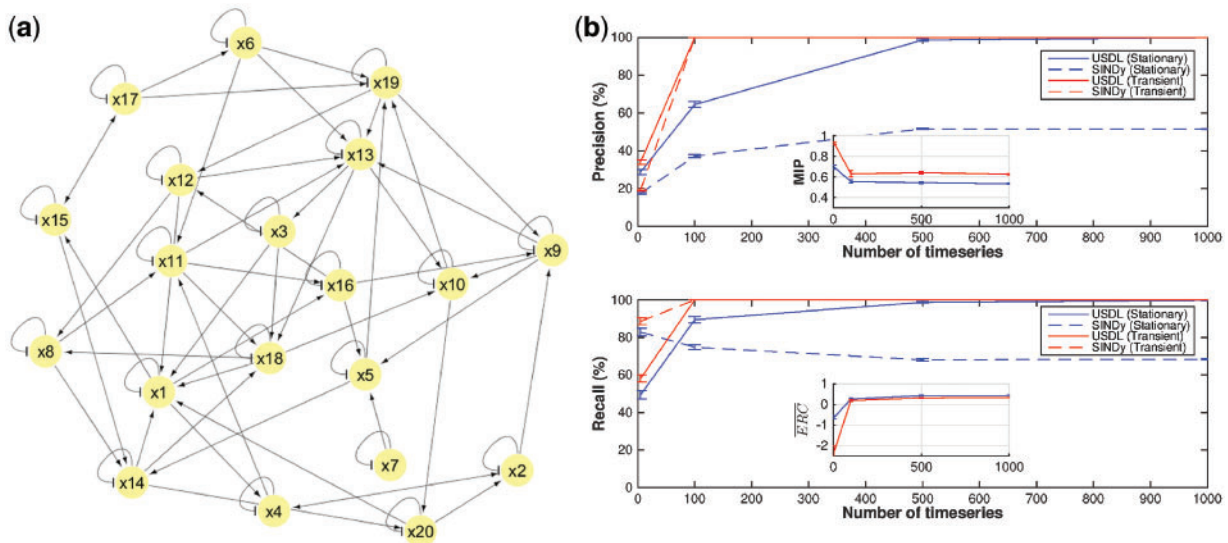 (a)
x6
x19
x17
x13
x12
x15
x3
x9
x11
x16
x10
x8
x18
x1
x5
x14
x7
x2
x4
x20
(b)
100
80
60
40
20
0
Precision (%)
USDL (Stationary)
SINDy (Stationary)
USDL (Transient)
SINDy (Transient)
1
0.8
0.6
0.4
MIP
0 500 1000
0 100 200 300 400 500 600 700 800 900 1000
Number of timeseries
100
80
60
40
20
0
Recall (%)
USDL (Stationary)
SINDy (Stationary)
USDL (Transient)
SINDy (Transient)
1
0
-1
-2
ERC
0 500 1000
0 100 200 300 400 500 600 700 800 900 1000
Number of timeseries